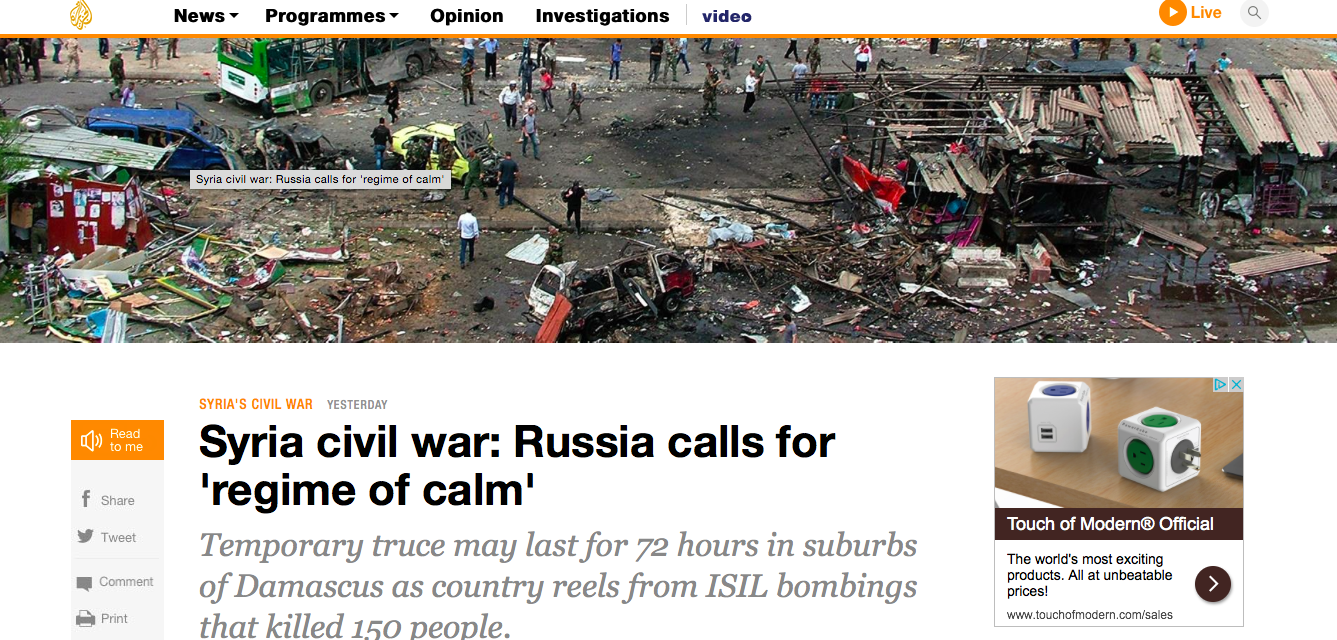 News Programmes Opinion Investigations video Live
Syria civil war: Russia calls for 'regime of calm'
SYRIA'S CIVIL WAR YESTERDAY
Syria civil war: Russia calls for
'regime of calm'
Temporary truce may last for 72 hours in suburbs
of Damascus as country reels from ISIL bombings
that killed 150 people.
Read
to me
Share
Tweet
Comment
Print
Touch of Modern® Official
The world's most exciting
products. All at unbeatable
prices!
www.touchofmodern.com/sales